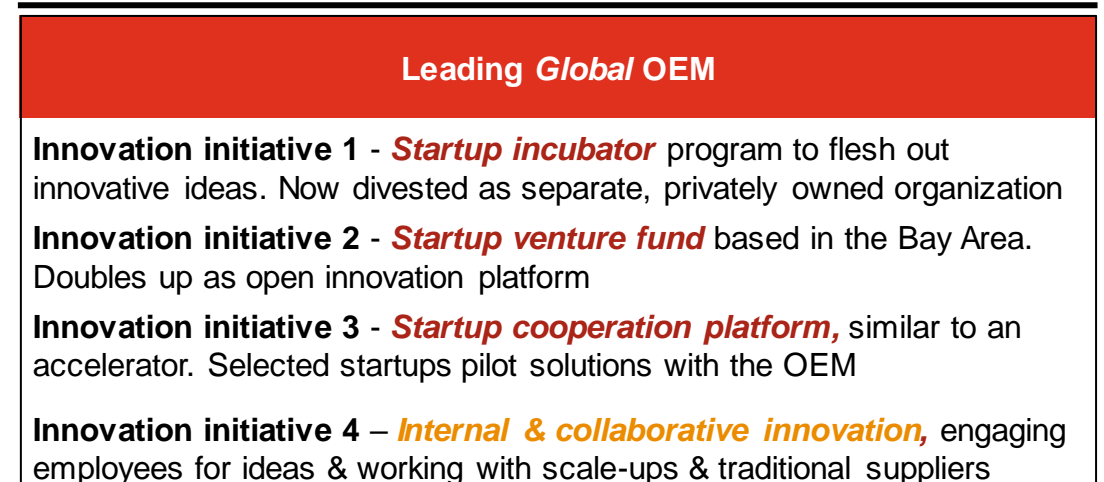 Leading Global OEM
Innovation initiative 1 - Startup incubator program to flesh out
innovative ideas. Now divested as separate, privately owned organization
Innovation initiative 2 - Startup venture fund based in the Bay Area.
Doubles up as open innovation platform
Innovation initiative 3 - Startup cooperation platform, similar to an
accelerator. Selected startups pilot solutions with the OEM
Innovation initiative 4 – Internal & collaborative innovation, engaging
employees for ideas & working with scale-ups & traditional suppliers